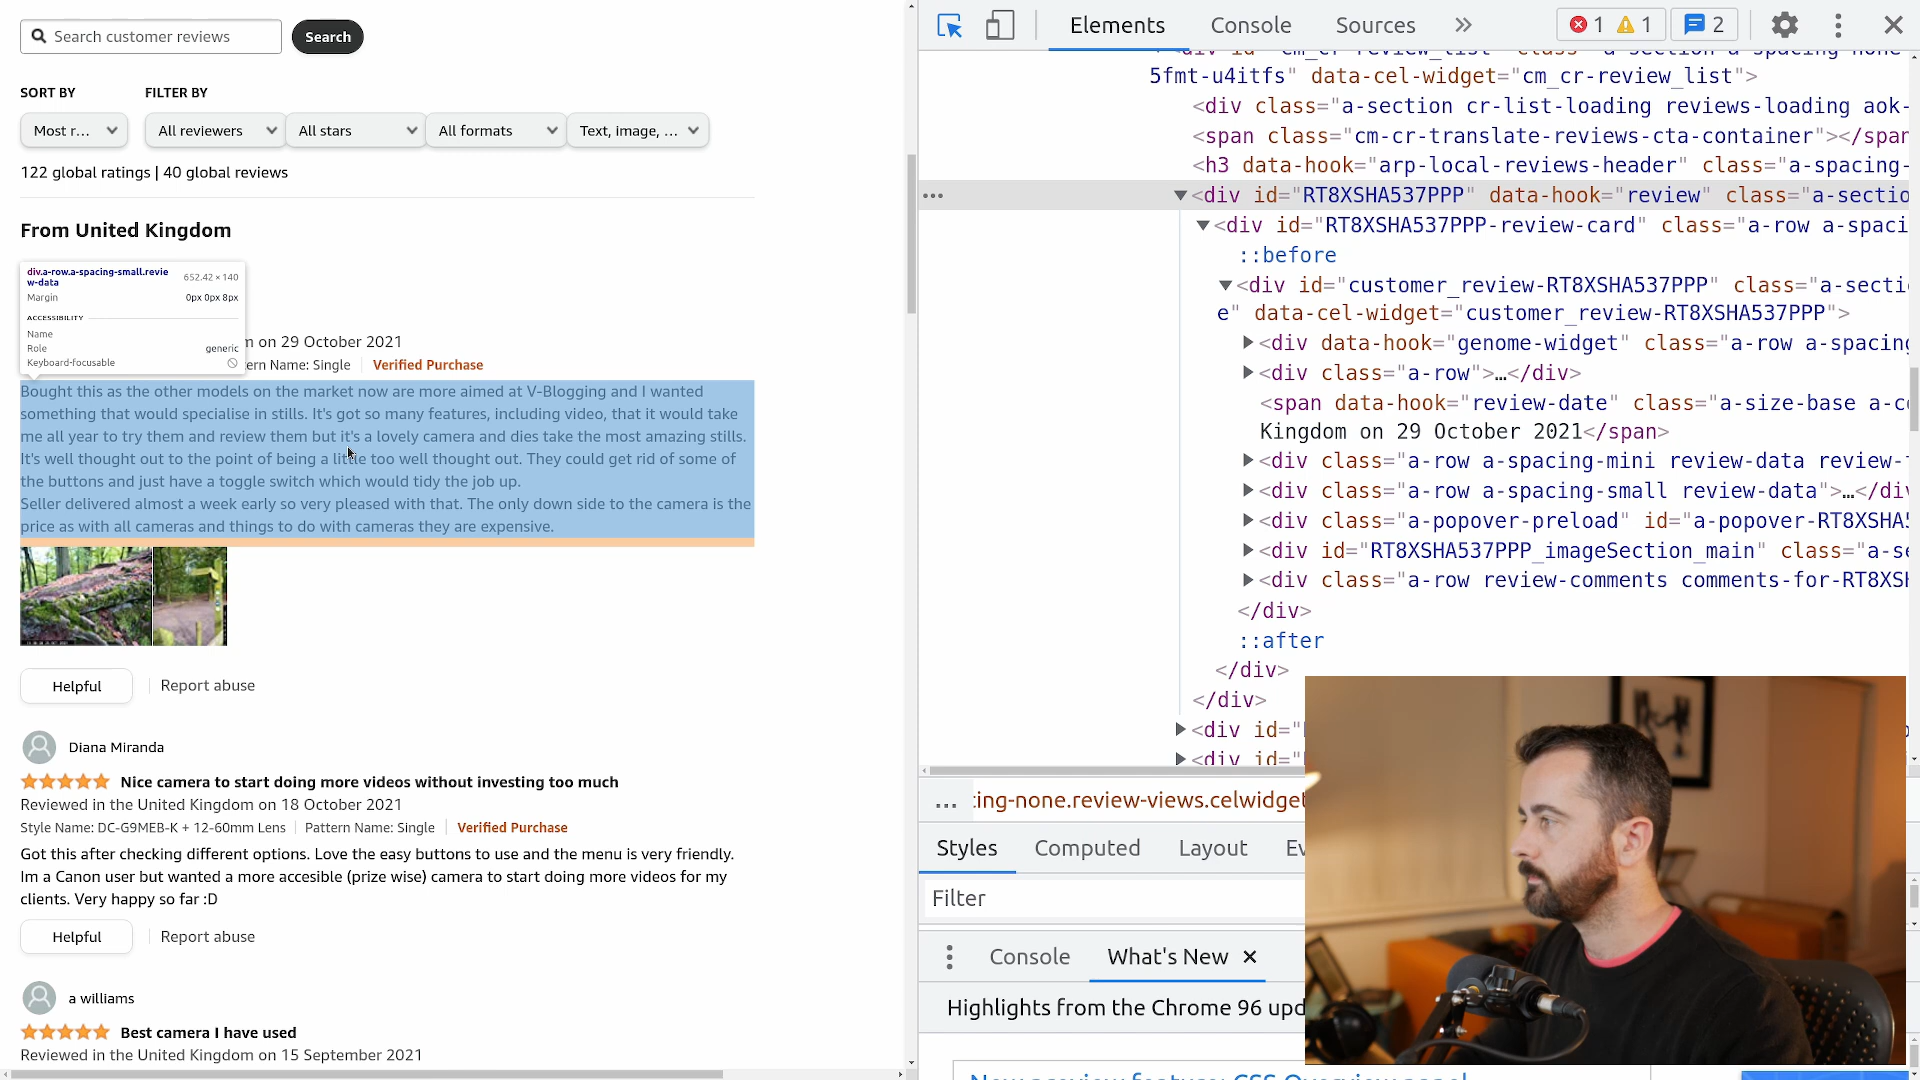 Search customer reviews
Search
SORT BY
FILTER BY
Most r...
All reviewers
All stars
All formats
Text, image, ...
122 global ratings | 40 global reviews
From United Kingdom
div.a-row.a-spacing-small.revie
w-data
652.42 × 140
Margin
0px 0px 8px
ACCESSIBILITY
Name
Role
generic
Keyboard-focusable
on 29 October 2021
Name: Single
Verified Purchase
Bought this as the other models on the market now are more aimed at V-Blogging and I wanted
something that would specialise in stills. It's got so many features, including video, that it would take
me all year to try them and review them but it's a lovely camera and dies take the most amazing stills.
It's well thought out to the point of being a little too well thought out. They could get rid of some of
the buttons and just have a toggle switch which would tidy the job up.
Seller delivered almost a week early so very pleased with that. The only down side to the camera is the
price as with all cameras and things to do with cameras they are expensive.
Helpful
Report abuse
Diana Miranda
Nice camera to start doing more videos without investing too much
Reviewed in the United Kingdom on 18 October 2021
Style Name: DC-G9MEB-K + 12-60mm Lens
Pattern Name: Single
Verified Purchase
Got this after checking different options. Love the easy buttons to use and the menu is very friendly.
Im a Canon user but wanted a more accesible (prize wise) camera to start doing more videos for my
clients. Very happy so far :D
Helpful
Report abuse
a williams
Best camera I have used
Reviewed in the United Kingdom on 15 September 2021
Elements
Console
Sources
1
1
2
5fmt-u4itfs" data-cel-widget="cm_cr-review_list">
<div class="a-section cr-list-loading reviews-loading aok-
<span class="cm-cr-translate-reviews-cta-container"></span
<h3 data-hook="arp-local-reviews-header" class="a-spacing-
<div id="RT8XSHA537PPP" data-hook="review" class="a-sectio
<div id="RT8XSHA537PPP-review-card" class="a-row a-spaci
::before
<div id="customer_review-RT8XSHA537PPP" class="a-secti
e" data-cel-widget="customer_review-RT8XSHA537PPP">
<div data-hook="genome-widget" class="a-row a-spacing
<div class="a-row">…</div>
<span data-hook="review-date" class="a-size-base a-c
Kingdom on 29 October 2021</span>
<div class="a-row a-spacing-mini review-data review-
<div class="a-row a-spacing-small review-data">…</di
<div class="a-popover-preload" id="a-popover-RT8XSHA5
<div id="RT8XSHA537PPP_imageSection_main" class="a-se
<div class="a-row review-comments comments-for-RT8XSH
</div>
::after
</div>
</div>
<div id="
<div id="
...
ing-none.review-views.celwidget
Styles
Computed
Layout
Ev
Filter
Console
What's New
Highlights from the Chrome 96 upd